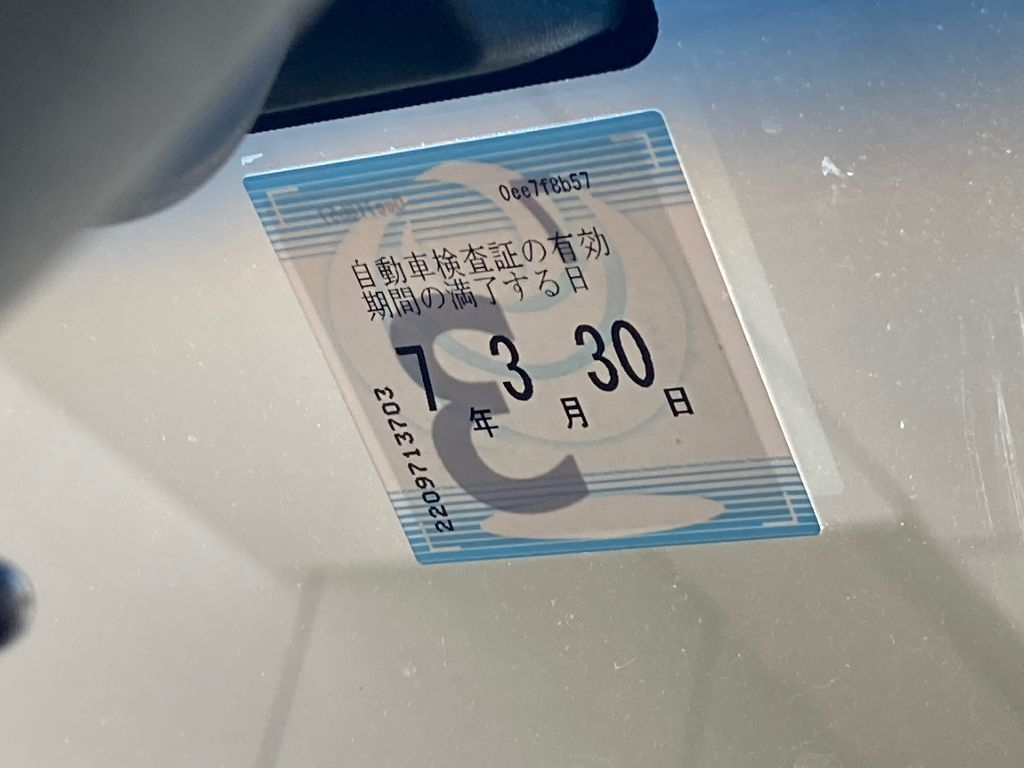 0ee7f8b57
自動車検査証の有効
期間の満了する日
7年3月30日
2209713703